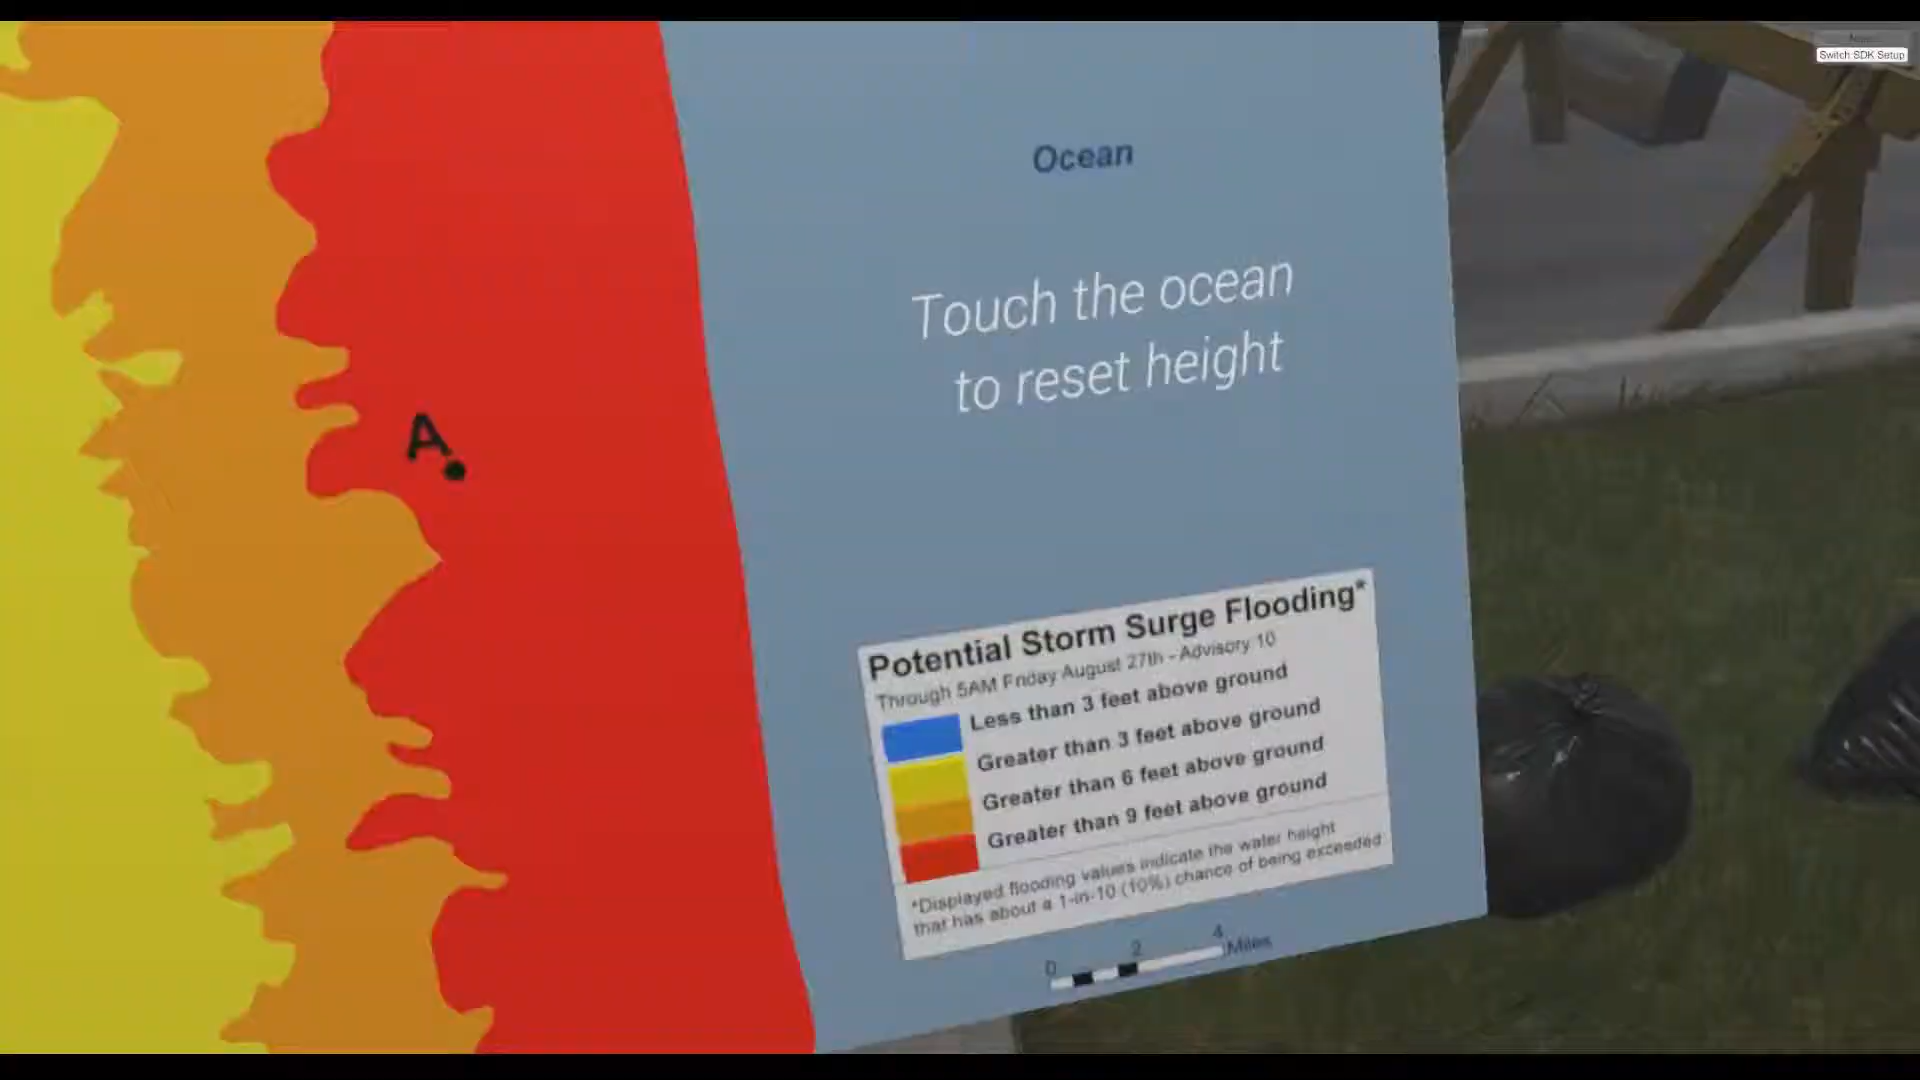 Switch SDK Setup
Ocean
Touch the ocean
to reset height
A
Potential Storm Surge Flooding*
Through 5AM Friday August 27th - Advisory 10
Less than 3 feet above ground
Greater than 3 feet above ground
Greater than 6 feet above ground
Greater than 9 feet above ground
*Displayed flooding values indicate the water height
that has about a 1-in-10 (10%) chance of being exceeded
0 2 4
Miles